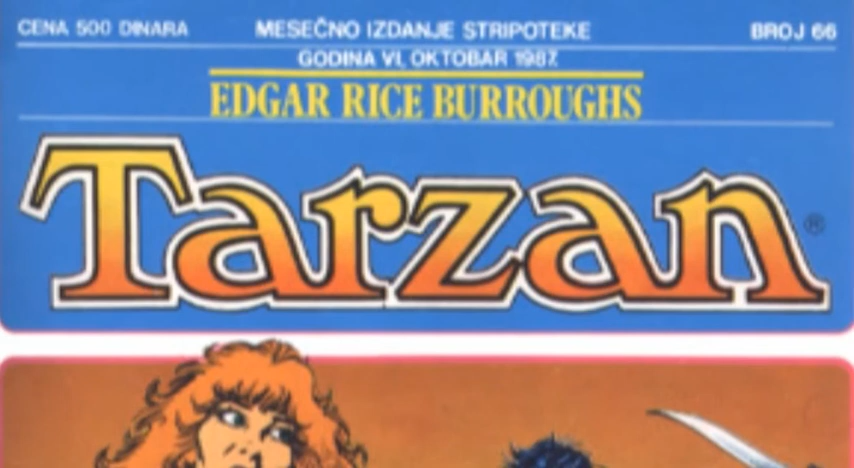 CENA 500 DINARA MESEČNO IZDANJE STRIPOTEKE BROJ 66
GODINA VI, OKTOBAR 1987.
EDGAR RICE BURROUGHS
Tarzan®